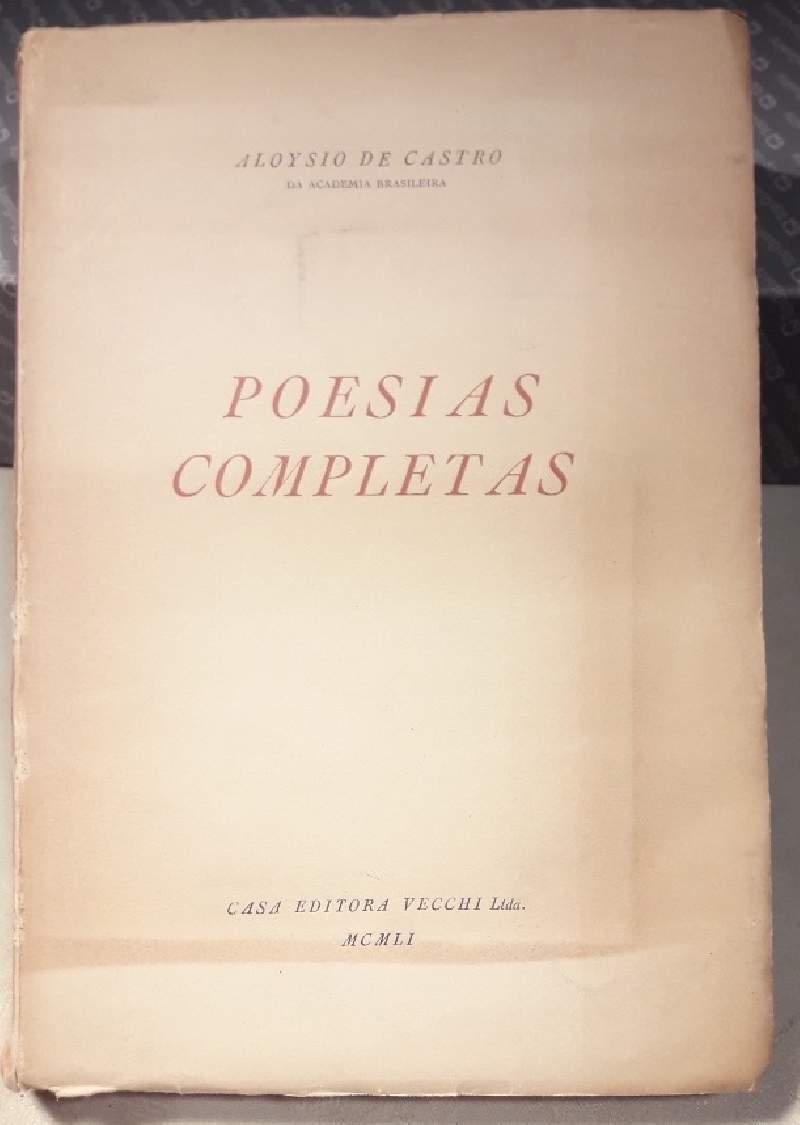 ALOYSIO DE CASTRO
DA ACADEMIA BRASILEIRA
POESIAS
COMPLETAS
CASA EDITORA VECCHI Ltda.
MCMLI